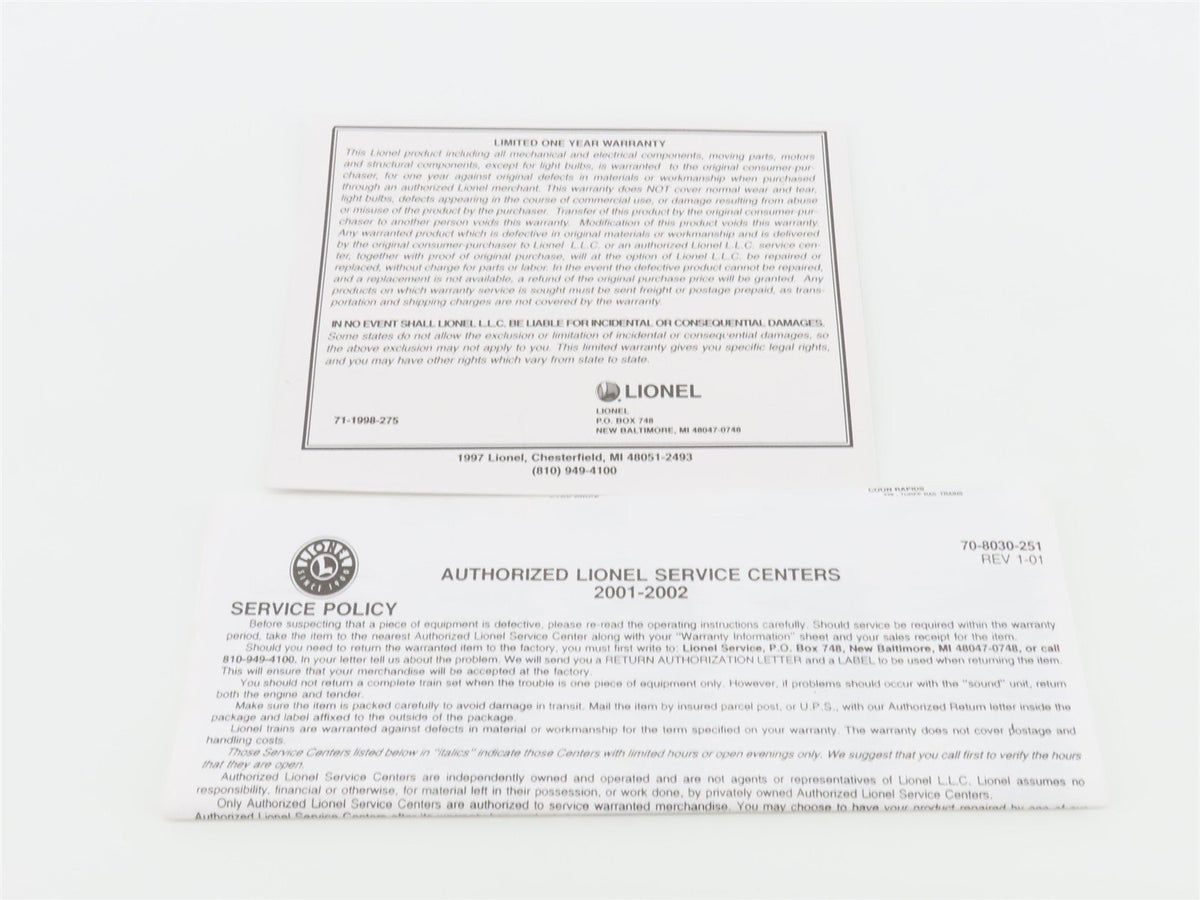 LIMITED ONE YEAR WARRANTY
This Lionel product including all mechanical and electrical components, moving parts, motors
and structural components, except for light bulbs, is warranted to the original consumer-pur-
chaser, for one year against original defects in materials or workmanship when purchased
through an authorized Lionel merchant. This warranty does NOT cover normal wear and tear,
light bulbs, defects appearing in the course of commercial use, or damage resulting from abuse
or misuse of the product by the purchaser. Transfer of this product by the original consumer-pur-
chaser to another person voids this warranty. Modification of this product voids this warranty.
Any warranted product which is defective in original materials or workmanship and is delivered
by the original consumer-purchaser to Lionel L.L.C. or an authorized Lionel L.L.C. service cen-
ter, together with proof of original purchase, will at the option of Lionel L.L.C. be repaired or
replaced, without charge for parts or labor. In the event the defective product cannot be repaired,
and a replacement is not available, a refund of the original purchase price will be granted. Any
products on which warranty service is sought must be sent freight or postage prepaid, as trans-
portation and shipping charges are not covered by the warranty.
IN NO EVENT SHALL LIONEL L.L.C. BE LIABLE FOR INCIDENTAL OR CONSEQUENTIAL DAMAGES.
Some states do not allow the exclusion or limitation of incidental or consequential damages, so
the above exclusion may not apply to you. This limited warranty gives you specific legal rights,
and you may have other rights which vary from state to state.
L LIONEL
LIONEL
P.O. BOX 748
NEW BALTIMORE, MI 48047-0748
71-1998-275
1997 Lionel, Chesterfield, MI 48051-2493
(810) 949-4100
COON RAPIDS
70-8030-251
REV 1-01
LIONEL
L
SINCE 1900
AUTHORIZED LIONEL SERVICE CENTERS
2001-2002
SERVICE POLICY
Before suspecting that a piece of equipment is defective, please re-read the operating instructions carefully. Should service be required within the warranty
period, take the item to the nearest Authorized Lionel Service Center along with your "Warranty Information" sheet and your sales receipt for the item.
Should you need to return the warranted item to the factory, you must first write to: Lionel Service, P.O. Box 748, New Baltimore, MI 48047-0748, or call
810-949-4100. In your letter tell us about the problem. We will send you a RETURN AUTHORIZATION LETTER and a LABEL to be used when returning the item.
This will ensure that your merchandise will be accepted at the factory.
You should not return a complete train set when the trouble is one piece of equipment only. However, if problems should occur with the "sound" unit, return
both the engine and tender.
Make sure the item is packed carefully to avoid damage in transit. Mail the item by insured parcel post, or U.P.S., with our Authorized Return letter inside the
package and label affixed to the outside of the package.
Lionel trains are warranted against defects in material or workmanship for the term specified on your warranty. The warranty does not cover postage and
handling costs.
Those Service Centers listed below in "italics" indicate those Centers with limited hours or open evenings only. We suggest that you call first to verify the hours
that they are open.
Authorized Lionel Service Centers are independently owned and operated and are not agents or representatives of Lionel L.L.C. Lionel assumes no
responsibility, financial or otherwise, for material left in their possession, or work done, by privately owned Authorized Lionel Service Centers.
Only Authorized Lionel Service Centers are authorized to service warranted merchandise. You may choose to have your product repaired by one of our
Authorized Lionel Service Centers after its